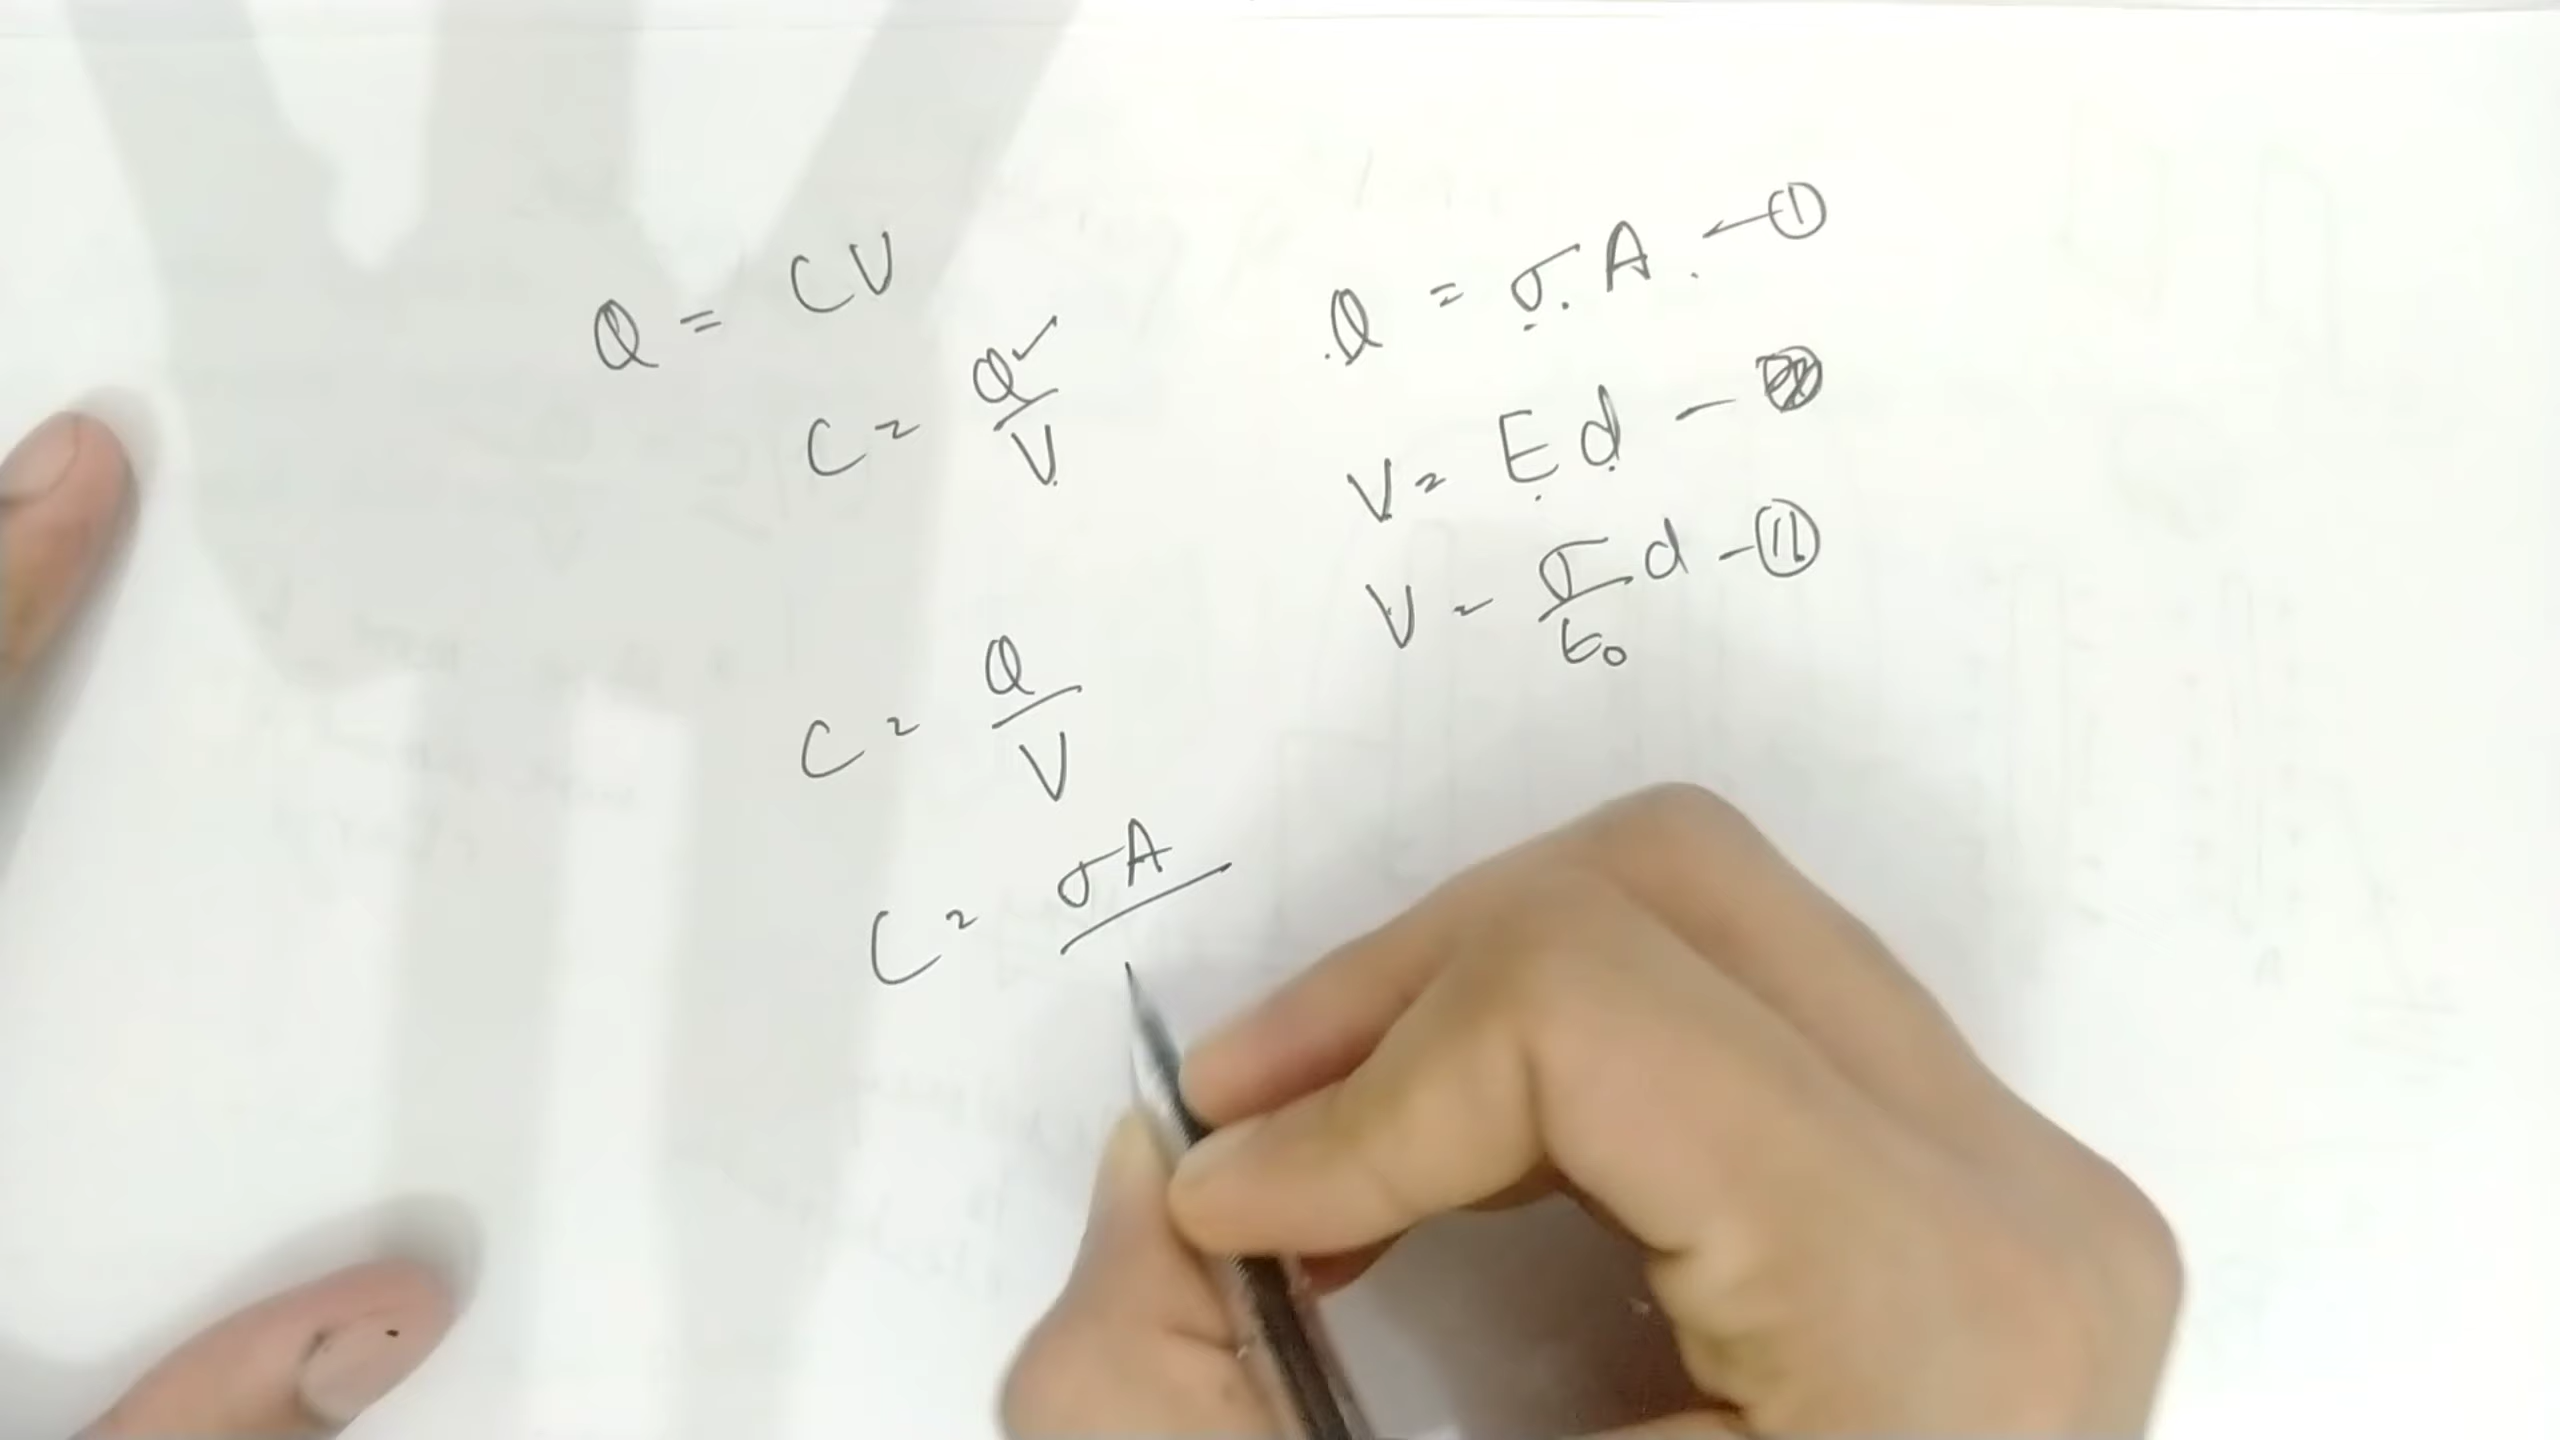 Q = CV
C = Q/V ✓
Q = σ.A. ①
V = Ed –
V = σ/ε₀ d – ⑪
C = Q/V
C = σA/